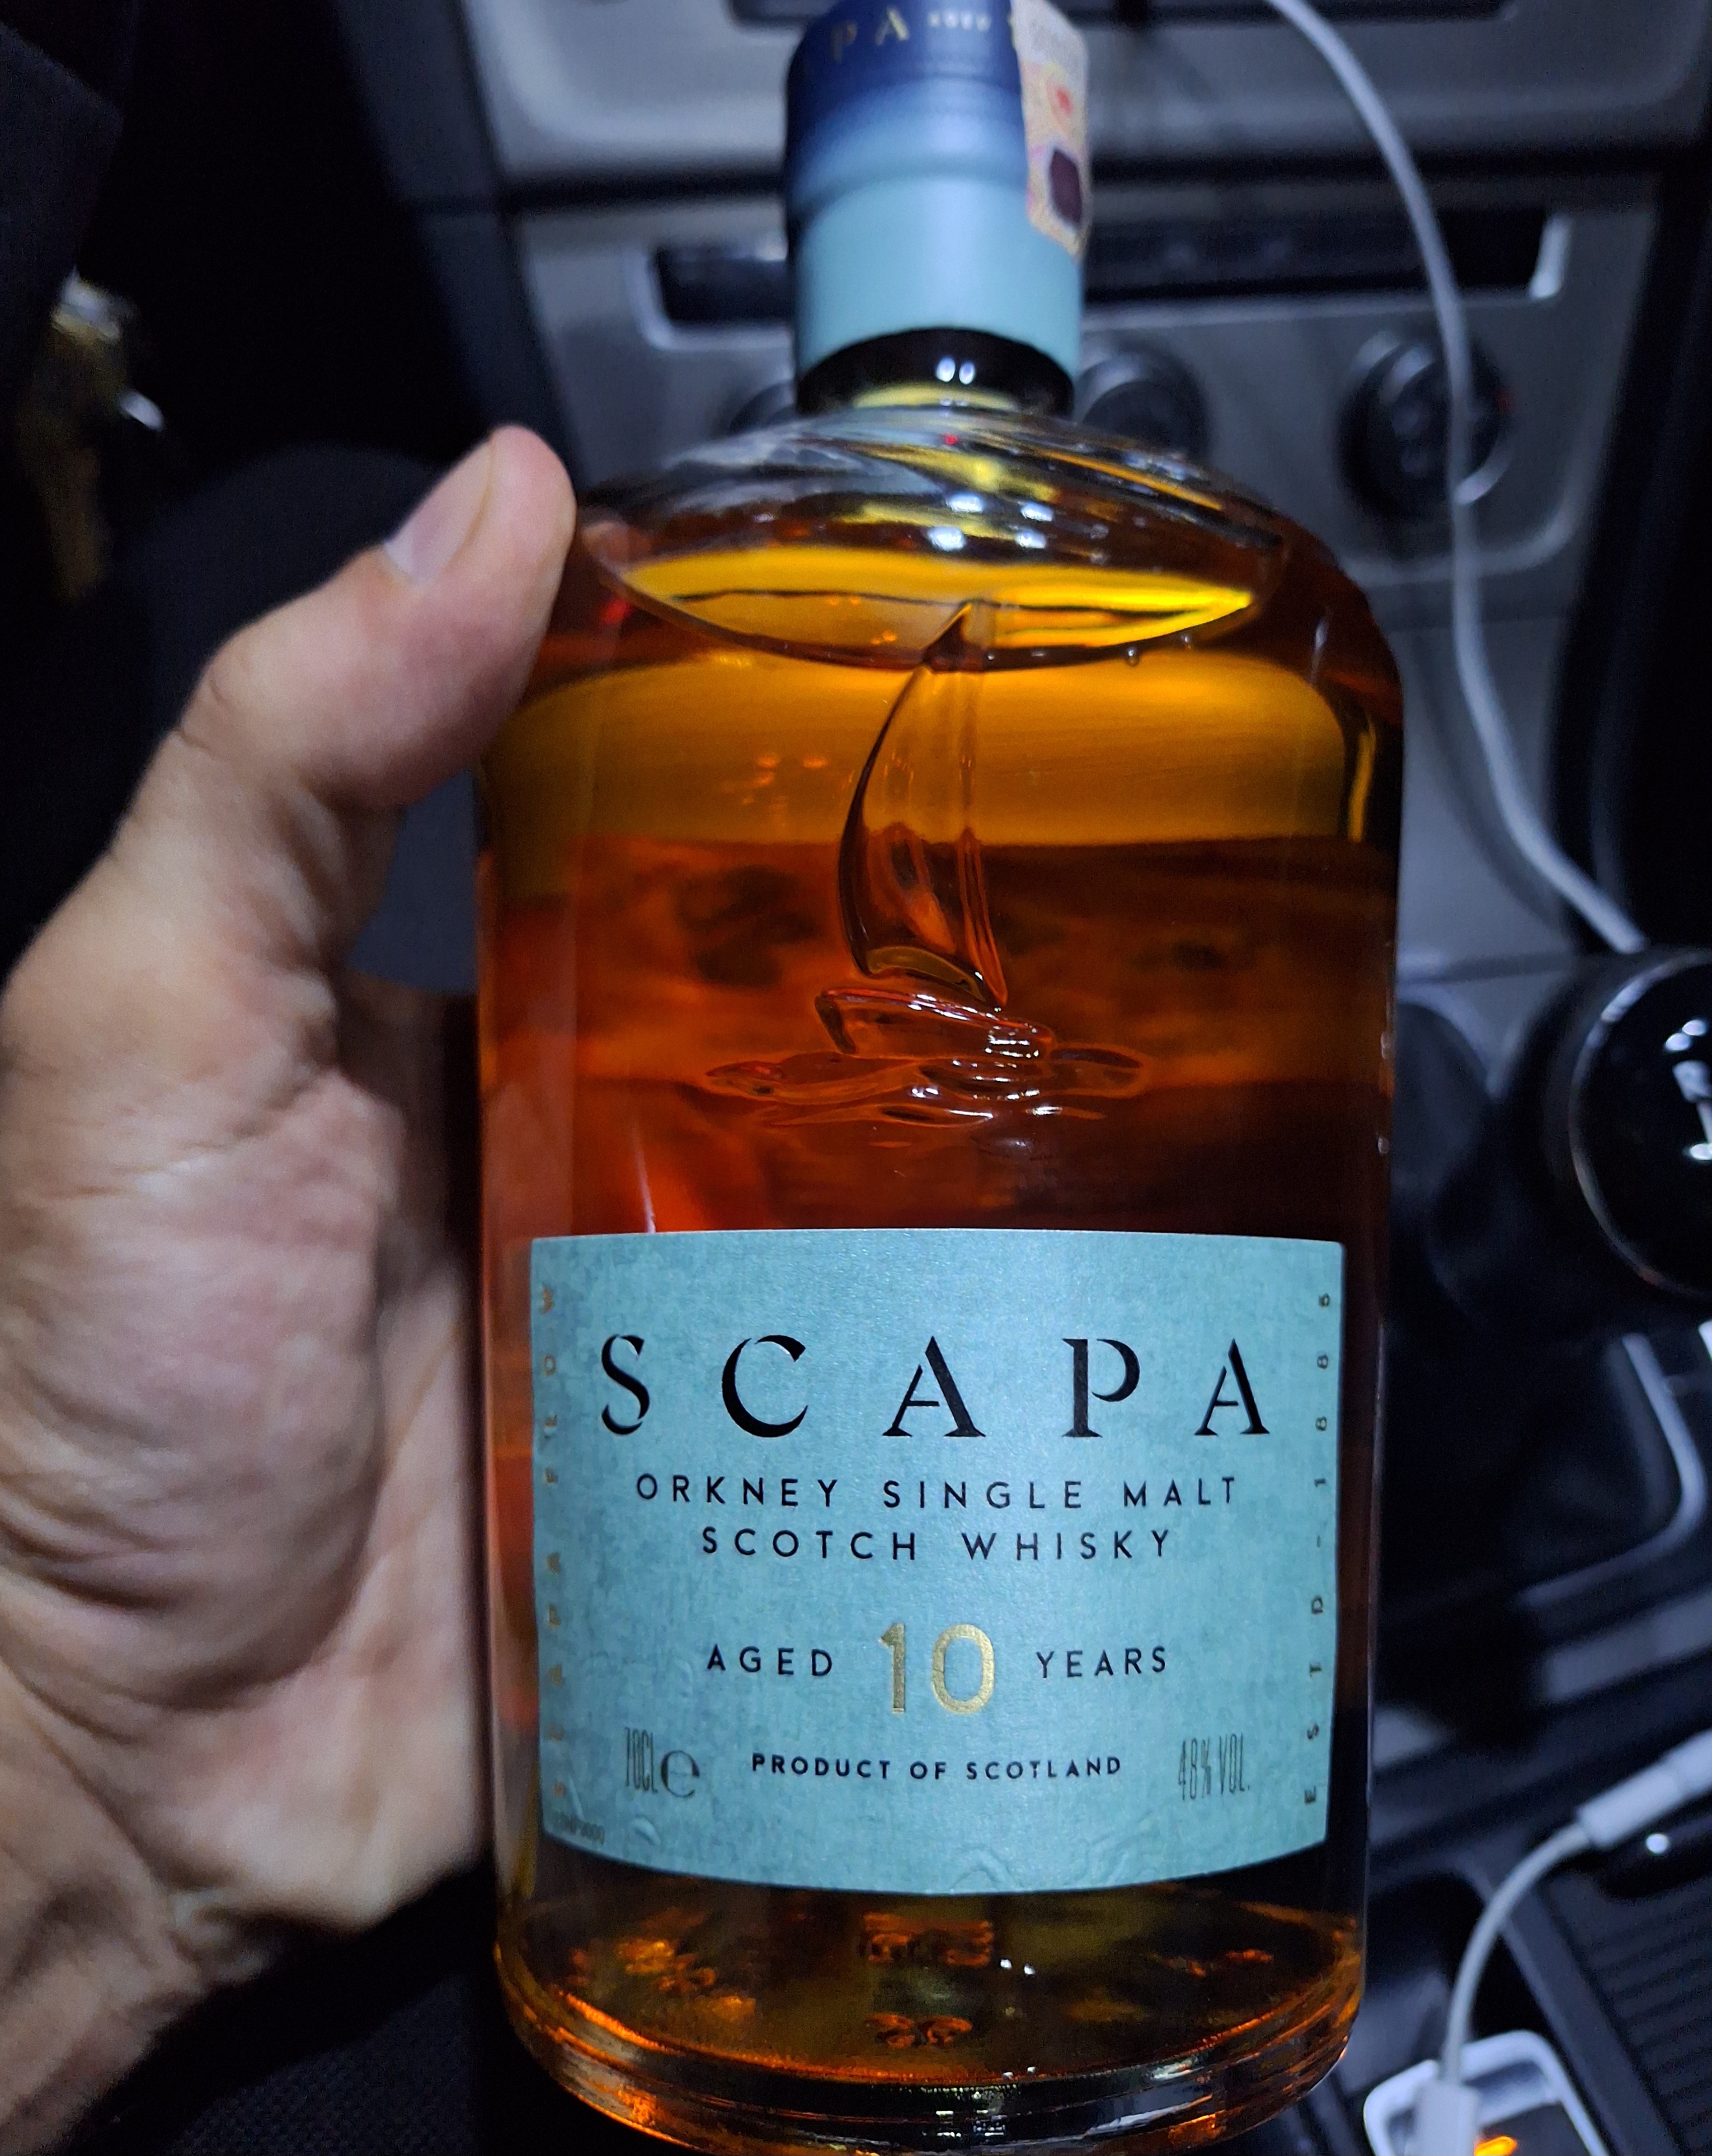 SCAPA
ORKNEY SINGLE MALT
SCOTCH WHISKY
AGED 10 YEARS
70CL e
PRODUCT OF SCOTLAND
48% VOL.
ESTD - 1885